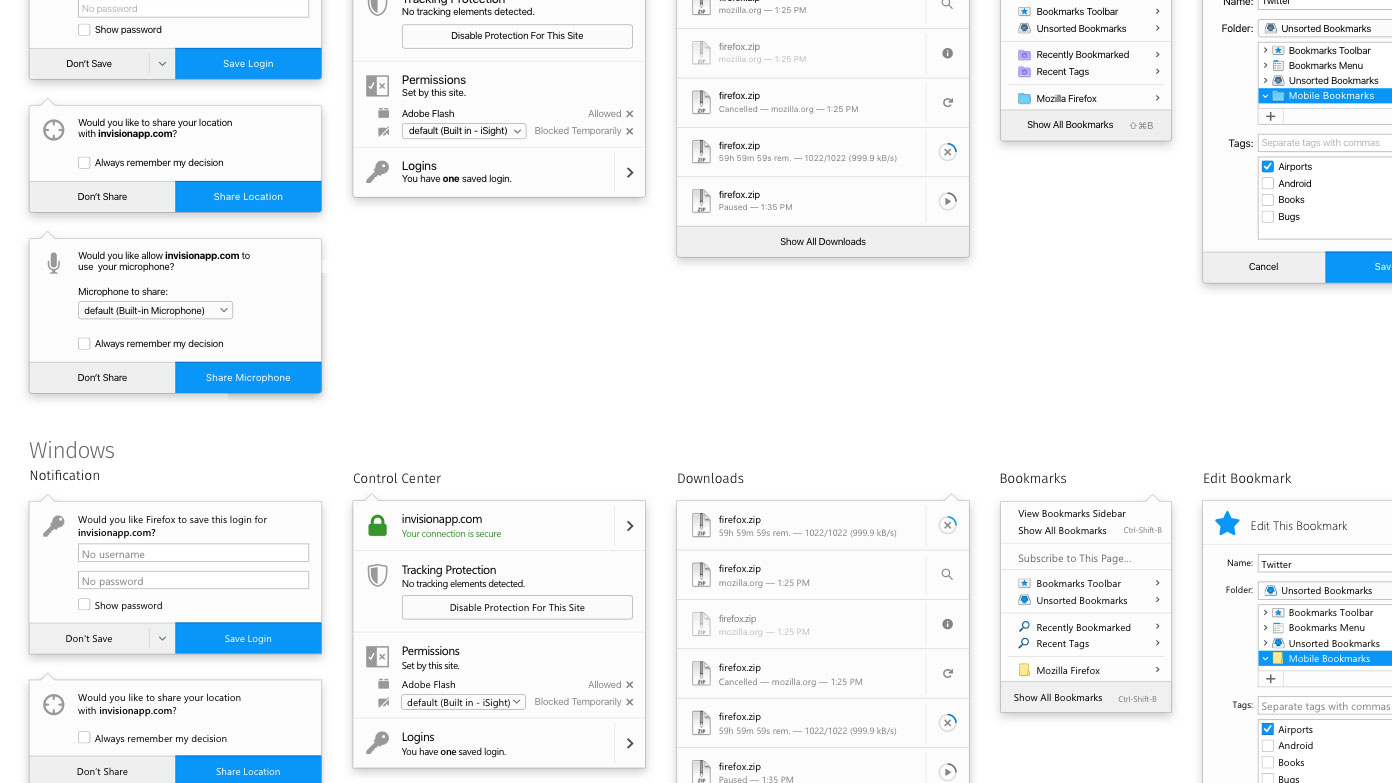 No password
Show password
Don't Save
Save Login
Would you like to share your location
with invisionapp.com?
Always remember my decision
Don't Share
Share Location
Would you like allow invisionapp.com to
use your microphone?
Microphone to share:
default (Built-in Microphone)
Always remember my decision
Don't Share
Share Microphone
Tracking Protection
No tracking elements detected.
Disable Protection For This Site
Permissions
Set by this site.
Adobe Flash
Allowed
default (Built in - iSight)
Blocked Temporarily
Logins
You have one saved login.
firefox.zip
mozilla.org — 1:25 PM
firefox.zip
mozilla.org — 1:25 PM
firefox.zip
Cancelled — mozilla.org — 1:25 PM
firefox.zip
59h 59m 59s rem. — 1022/1022 (999.9 kB/s)
firefox.zip
Paused — 1:35 PM
Show All Downloads
Bookmarks Toolbar
Unsorted Bookmarks
Recently Bookmarked
Recent Tags
Mozilla Firefox
Show All Bookmarks ⇧⌘B
Name: Twitter
Folder: Unsorted Bookmarks
Bookmarks Toolbar
Bookmarks Menu
Unsorted Bookmarks
Mobile Bookmarks
Tags: Separate tags with commas
Airports
Android
Books
Bugs
Cancel
Sav
Windows
Notification
Would you like Firefox to save this login for
invisionapp.com?
No username
No password
Show password
Don't Save
Save Login
Would you like to share your location
with invisionapp.com?
Always remember my decision
Don't Share
Share Location
Control Center
invisionapp.com
Your connection is secure
Tracking Protection
No tracking elements detected.
Disable Protection For This Site
Permissions
Set by this site.
Adobe Flash
Allowed
default (Built in - iSight)
Blocked Temporarily
Logins
You have one saved login.
Downloads
firefox.zip
59h 59m 59s rem. — 1022/1022 (999.9 kB/s)
firefox.zip
mozilla.org — 1:25 PM
firefox.zip
mozilla.org — 1:25 PM
firefox.zip
Cancelled — mozilla.org — 1:25 PM
firefox.zip
59h 59m 59s rem. — 1022/1022 (999.9 kB/s)
firefox.zip
Paused — 1:35 PM
Bookmarks
View Bookmarks Sidebar
Show All Bookmarks Ctrl-Shift-B
Subscribe to This Page...
Bookmarks Toolbar
Unsorted Bookmarks
Recently Bookmarked
Recent Tags
Mozilla Firefox
Show All Bookmarks Ctrl-Shift-B
Edit Bookmark
Edit This Bookmark
Name: Twitter
Folder: Unsorted Bookmarks
Bookmarks Toolbar
Bookmarks Menu
Unsorted Bookmarks
Mobile Bookmarks
Tags: Separate tags with commas
Airports
Android
Books
Bugs